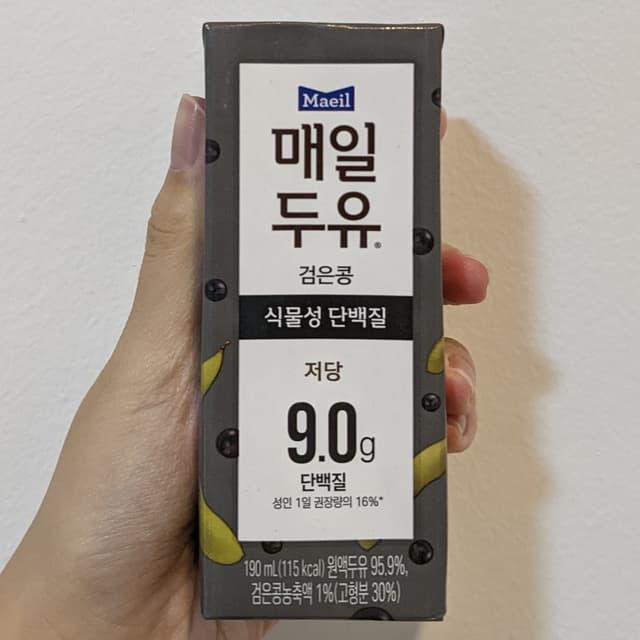 Maeil
매일
두유®
검은콩
식물성 단백질
저당
9.0g
단백질
성인 1일 권장량의 16%*
190 mL(115 kcal) 원액두유 95.9%,
검은콩농축액 1%(고형분 30%)